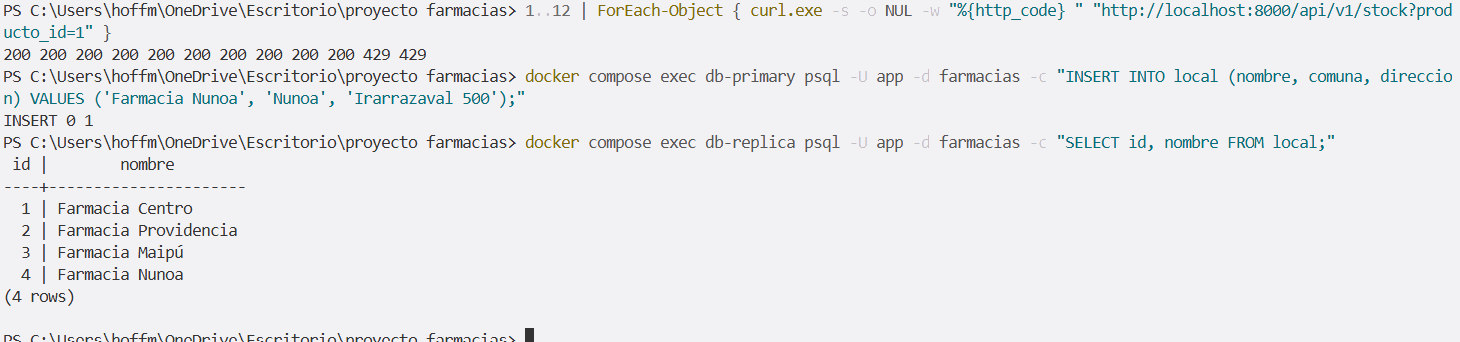 PS C:\Users\hoffm\OneDrive\Escritorio\proyecto farmacias> 1..12 | ForEach-Object { curl.exe -s -o NUL -w "%{http_code} " "http://localhost:8000/api/v1/stock?prod
ucto_id=1" }
200 200 200 200 200 200 200 200 200 200 429 429
PS C:\Users\hoffm\OneDrive\Escritorio\proyecto farmacias> docker compose exec db-primary psql -U app -d farmacias -c "INSERT INTO local (nombre, comuna, direccio
n) VALUES ('Farmacia Nunoa', 'Nunoa', 'Irarrazaval 500');"
INSERT 0 1
PS C:\Users\hoffm\OneDrive\Escritorio\proyecto farmacias> docker compose exec db-replica psql -U app -d farmacias -c "SELECT id, nombre FROM local;"
 id |       nombre
----+----------------------
  1 | Farmacia Centro
  2 | Farmacia Providencia
  3 | Farmacia Maipú
  4 | Farmacia Nunoa
(4 rows)

PS C:\Users\hoffm\OneDrive\Escritorio\proyecto farmacias>